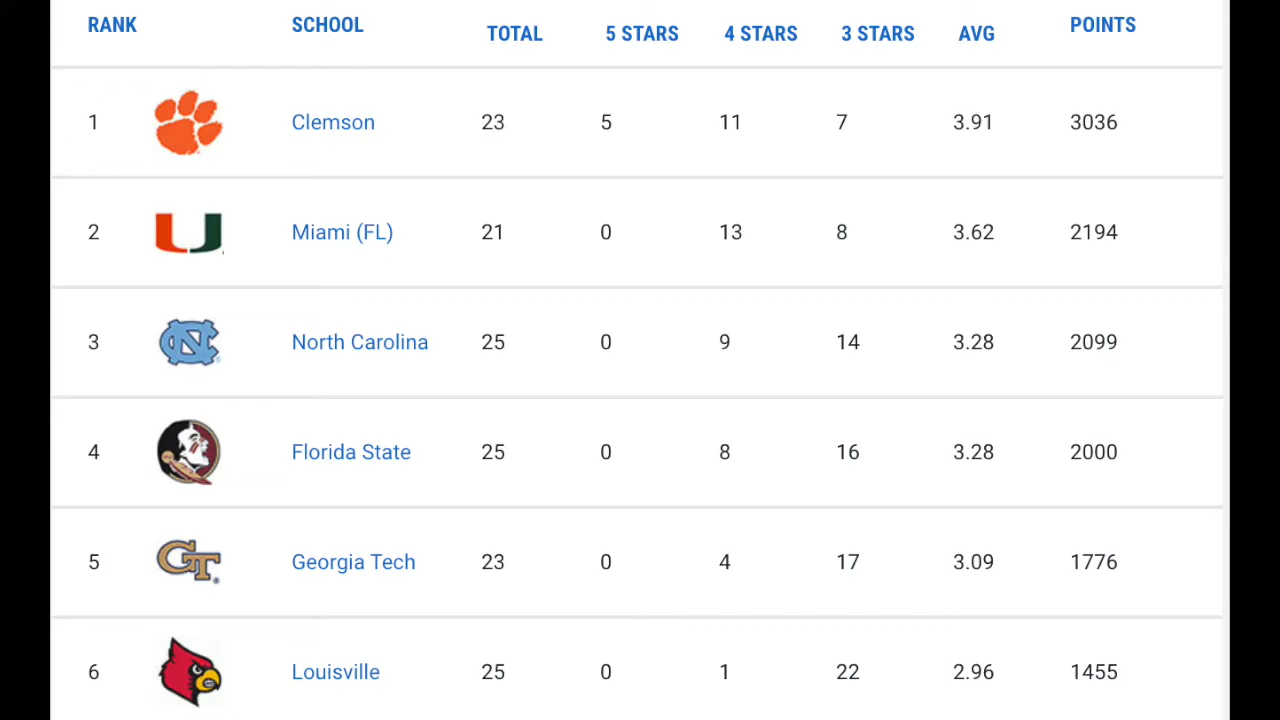 RANK SCHOOL TOTAL 5 STARS 4 STARS 3 STARS AVG POINTS
1 Clemson 23 5 11 7 3.91 3036
2 U Miami (FL) 21 0 13 8 3.62 2194
3 NC North Carolina 25 0 9 14 3.28 2099
4 Florida State 25 0 8 16 3.28 2000
5 GT Georgia Tech 23 0 4 17 3.09 1776
6 Louisville 25 0 1 22 2.96 1455